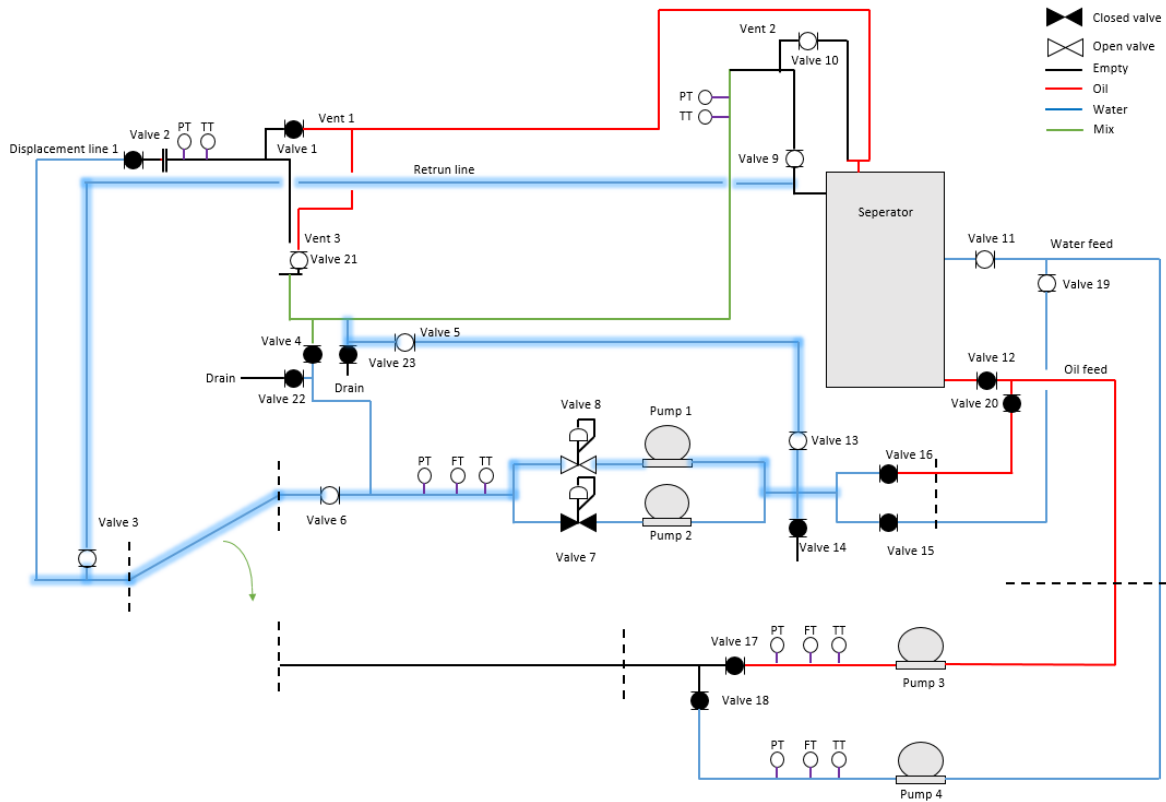 Closed valve
Open valve
Empty
Oil
Water
Mix
Vent 2
Valve 10
PT
TT
Valve 9
Vent 1
Valve 1
PT
TT
Valve 2
Displacement line 1
Retrun line
Seperator
Vent 3
Valve 21
Valve 11
Water feed
Valve 19
Valve 5
Valve 4
Valve 23
Drain
Drain
Valve 22
Valve 12
Oil feed
Valve 20
Valve 8
Pump 1
Valve 13
Valve 16
PT
FT
TT
Valve 6
Pump 2
Valve 7
Valve 14
Valve 15
Valve 3
Valve 17
PT
FT
TT
Pump 3
Valve 18
PT
FT
TT
Pump 4